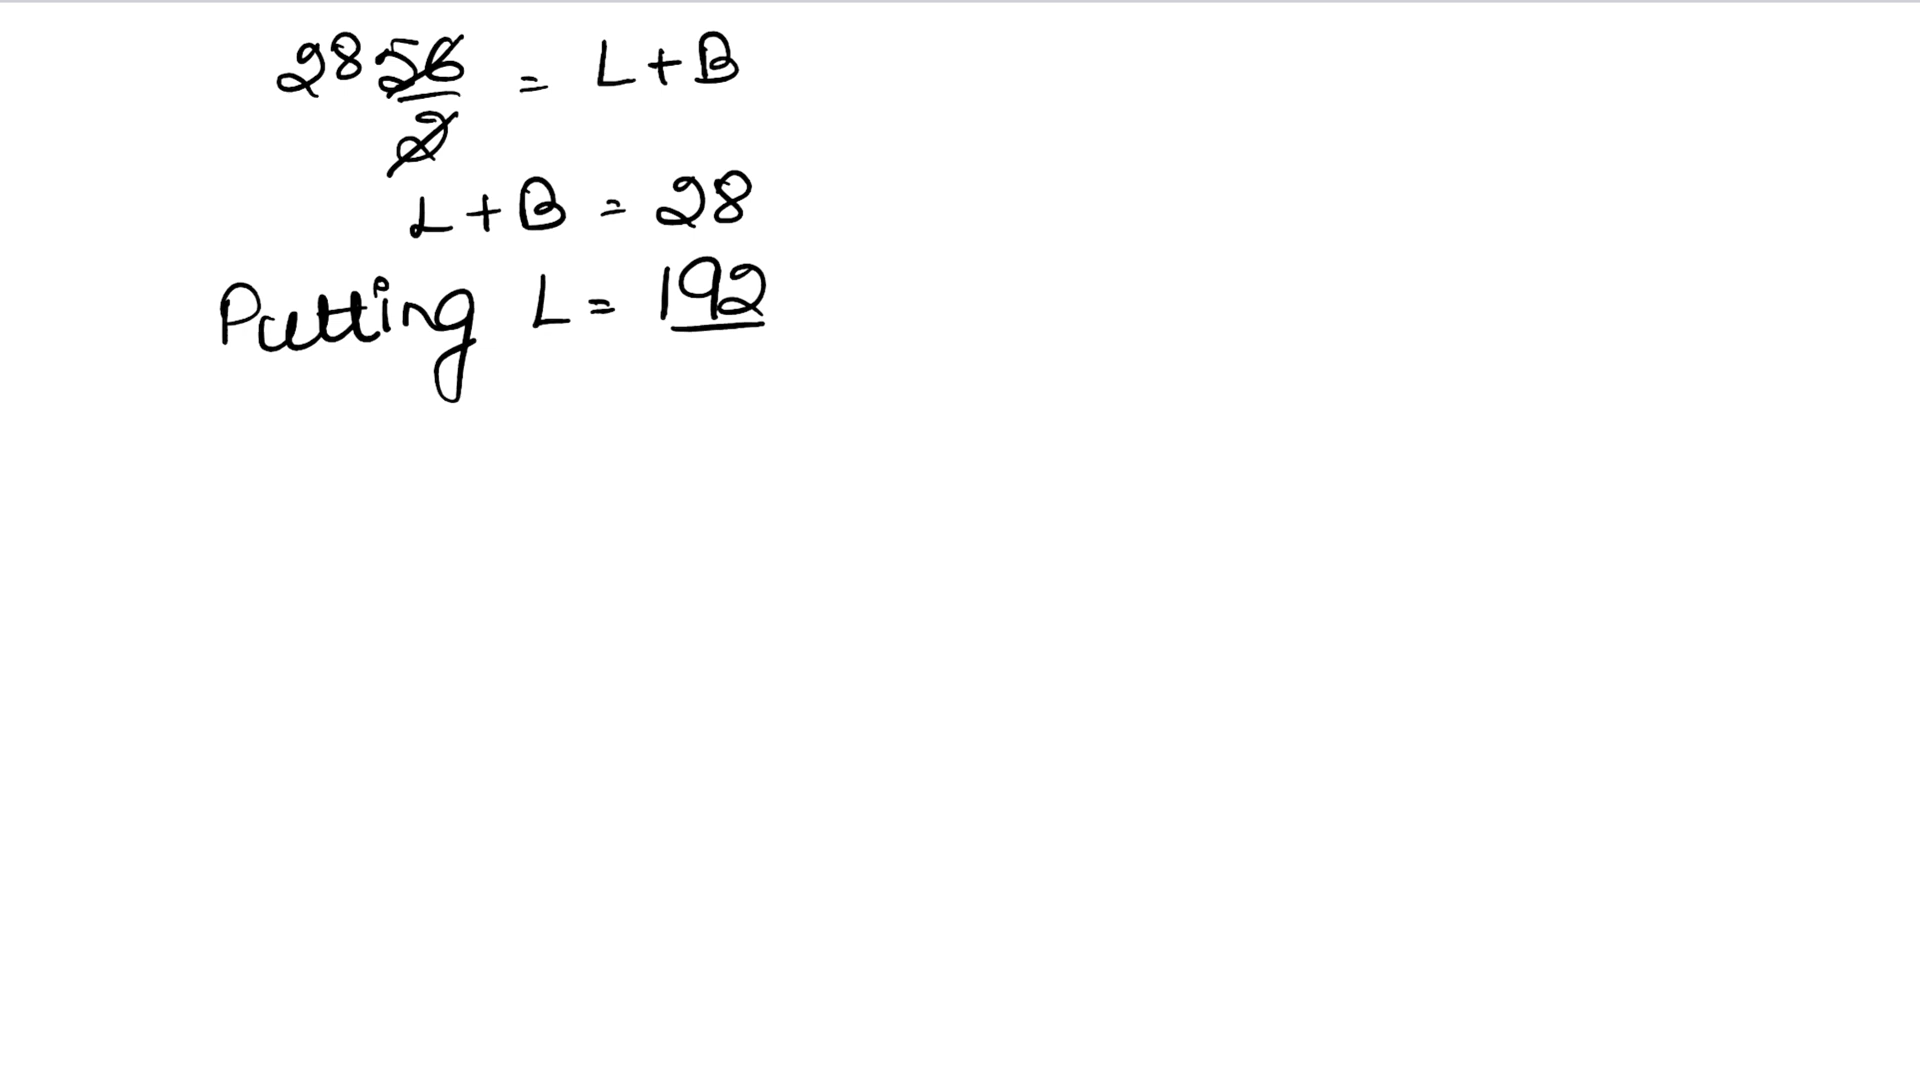 28 56/2 = L + B
L + B = 28
Putting L = 192